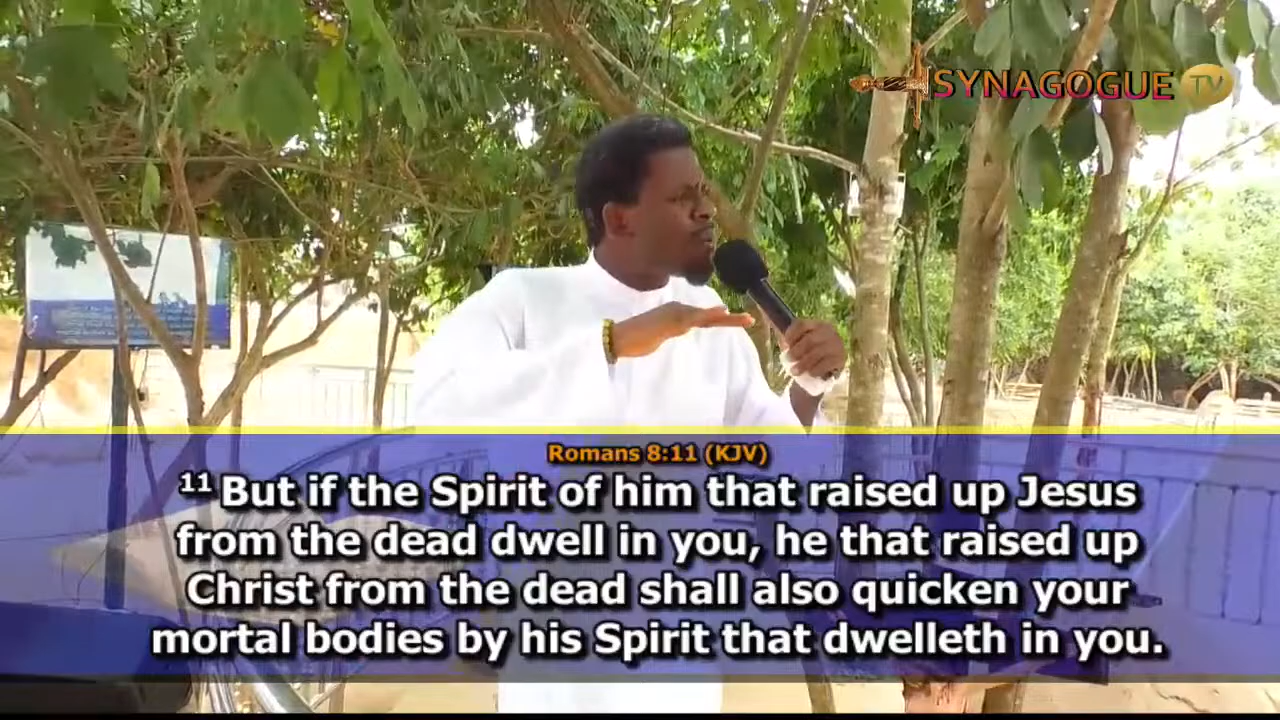 SYNAGOGUE TV
Romans 8:11 (KJV)
11 But if the Spirit of him that raised up Jesus
from the dead dwell in you, he that raised up
Christ from the dead shall also quicken your
mortal bodies by his Spirit that dwelleth in you.